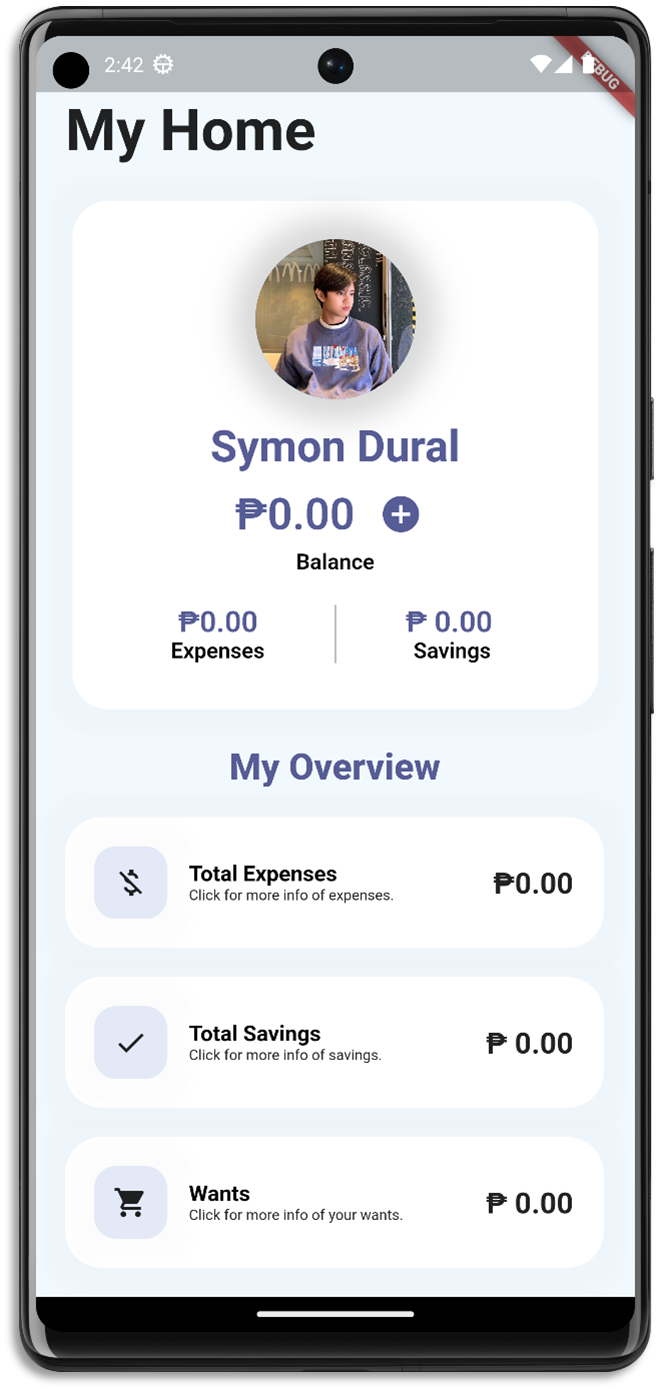 2:42
DEBUG
My Home
Symon Dural
₱0.00
Balance
₱0.00
Expenses
₱ 0.00
Savings
My Overview
Total Expenses
Click for more info of expenses.
₱0.00
Total Savings
Click for more info of savings.
₱ 0.00
Wants
Click for more info of your wants.
₱ 0.00